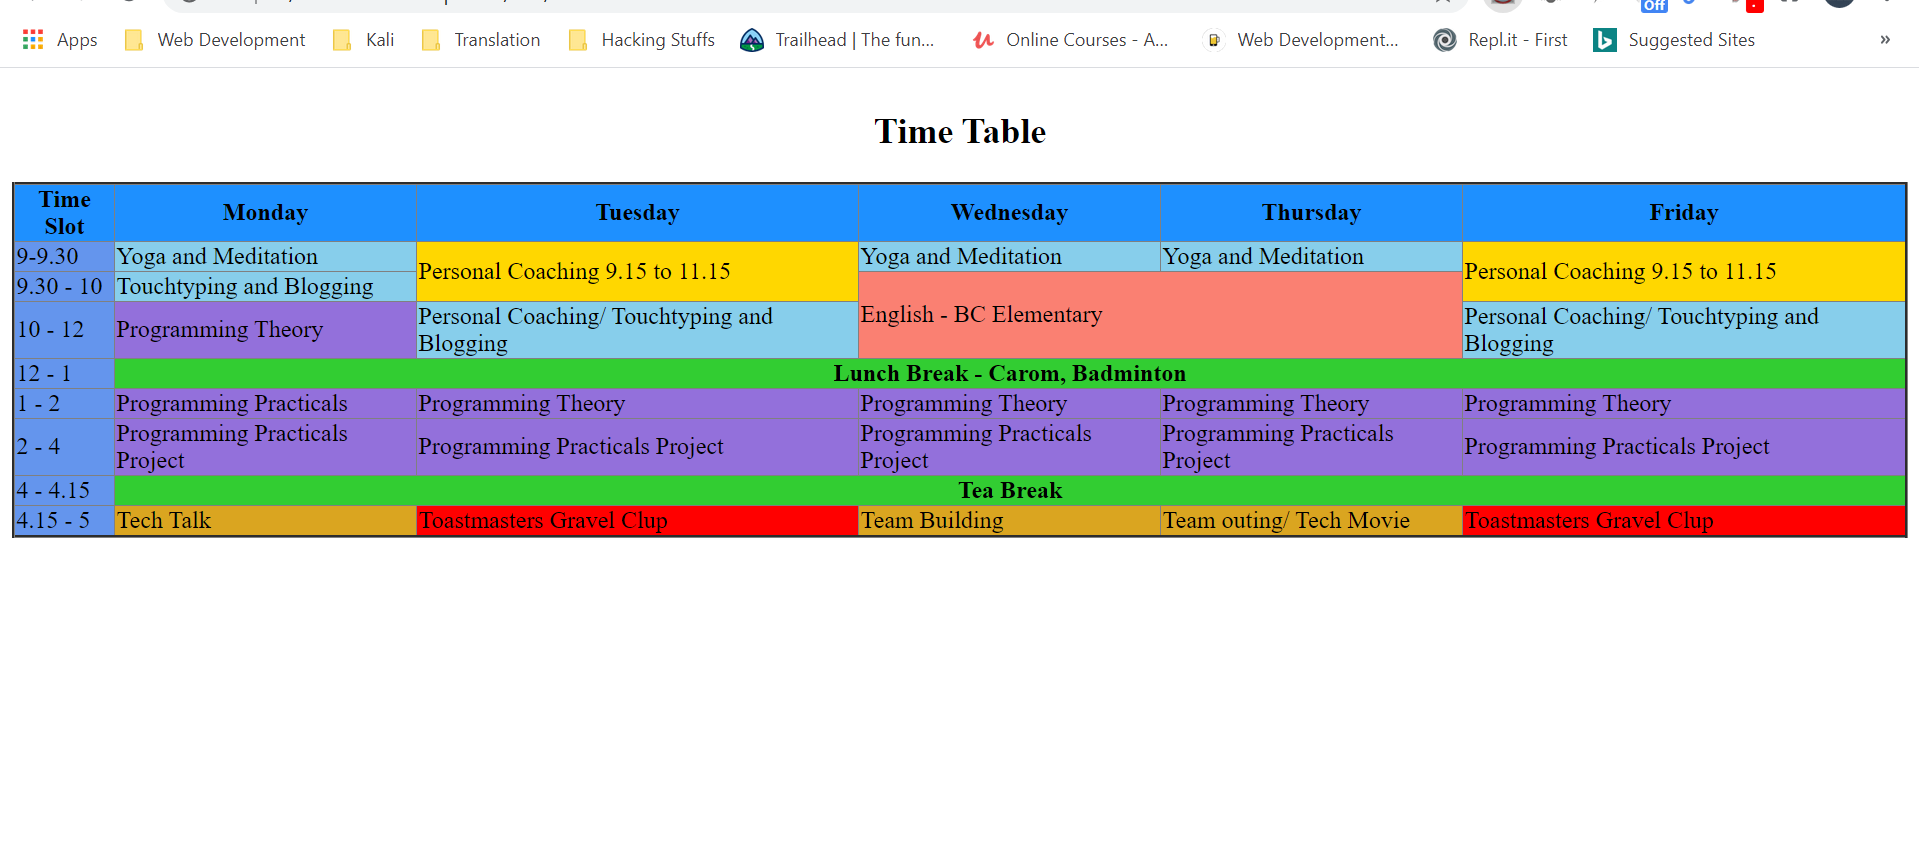 Off
Apps
Web Development
Kali
Translation
Hacking Stuffs
Trailhead | The fun...
Online Courses - A...
Web Development...
Repl.it - First
Suggested Sites
»
Time Table
Time Slot
Monday
Tuesday
Wednesday
Thursday
Friday
9-9.30
Yoga and Meditation
Personal Coaching 9.15 to 11.15
Yoga and Meditation
Yoga and Meditation
Personal Coaching 9.15 to 11.15
9.30 - 10
Touchtyping and Blogging
English - BC Elementary
10 - 12
Programming Theory
Personal Coaching/ Touchtyping and
Blogging
Personal Coaching/ Touchtyping and
Blogging
12 - 1
Lunch Break - Carom, Badminton
1 - 2
Programming Practicals
Programming Theory
Programming Theory
Programming Theory
Programming Theory
2 - 4
Programming Practicals
Project
Programming Practicals Project
Programming Practicals
Project
Programming Practicals
Project
Programming Practicals Project
4 - 4.15
Tea Break
4.15 - 5
Tech Talk
Toastmasters Gravel Clup
Team Building
Team outing/ Tech Movie
Toastmasters Gravel Clup